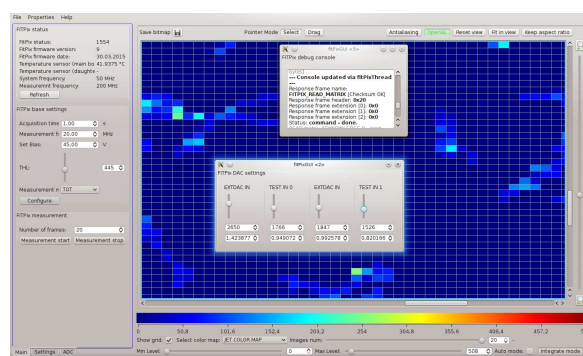 File Properties Help
FitPix status
FitPix status: 1554
FitPix firmware version: 9
FitPix firmware date: 30.03.2015
Temperature sensor (main bo 41.9375 °C
Temperature sensor (daughte -
System frequency 50 MHz
Measuremnt frequency 200 MHz
Refresh
FITPix base settings
Acquisition time 1.00 s
Measurement fr 20.00 MHz
Set Bias: 45.00 V
THL: 445
Measurement m TOT
Configure
FITPix measurement
Number of frames: 20
Measurement start Measurement stop
Main Settings ADC
Save bitmap Pointer Mode Select Drag Antialiasing OpenGL Reset view Fit in view Keep aspect ratio
FitPixGUI <3>
FITPix debug console
--- Console updated via fitPixThread
---
Response frame name:
FITPIX_READ_MATRIX [Checksum OK]
Response frame header: 0x20
Response frame extension [0]: 0x0
Response frame extension [1]: 0x0
Response frame extension [2]: 0x0
Status: command - done.
FitPixGUI <2>
FITPix DAC settings
EXTDAC IN TEST IN 0 EXTDAC IN TEST IN 1
2650 1766 1847 1526
1.423877 0.949072 0.992578 0.820166
0 50,8 101,6 152,4 203,2 254 304,8 355,6 406,4 457,2
Show grid: Select color map: JET COLOR MAP Images num: 20
Min Level: 0 Max Level: 508 Auto mode: Integrate mode